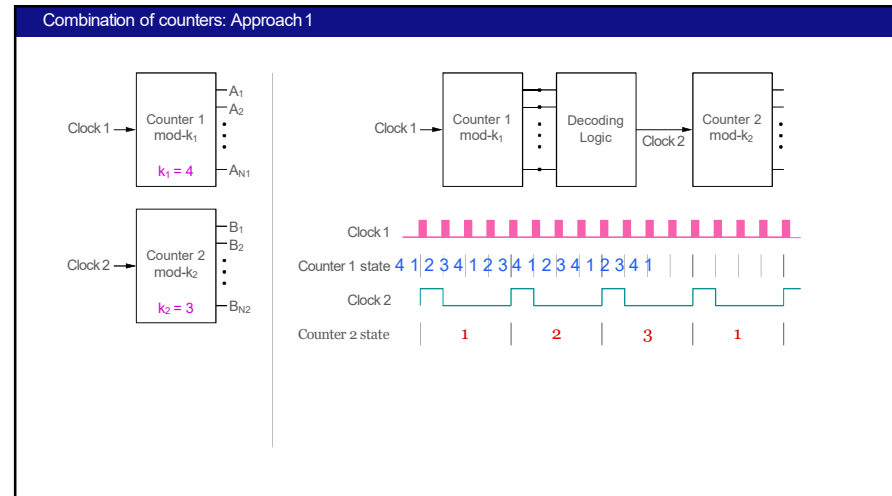 Combination of counters: Approach 1
Clock 1
Counter 1
mod-k₁
k₁ = 4
A₁
A₂
A_N1
Clock 2
Counter 2
mod-k₂
k₂ = 3
B₁
B₂
B_N2
Clock 1
Counter 1
mod-k₁
Decoding
Logic
Clock 2
Counter 2
mod-k₂
Clock 1
Counter 1 state 4 1 2 3 4 1 2 3 4 1 2 3 4 1 2 3 4 1
Clock 2
Counter 2 state 1 2 3 1